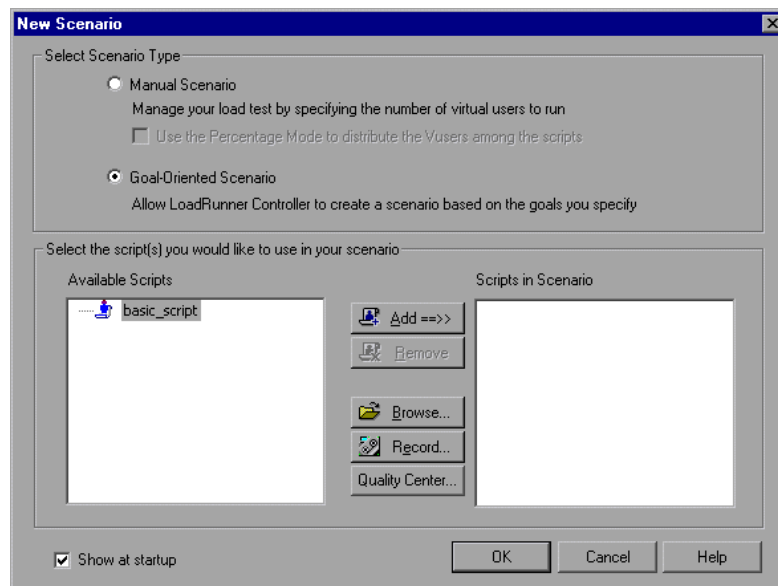 New Scenario
Select Scenario Type
Manual Scenario
Manage your load test by specifying the number of virtual users to run
Use the Percentage Mode to distribute the Vusers among the scripts
Goal-Oriented Scenario
Allow LoadRunner Controller to create a scenario based on the goals you specify
Select the script(s) you would like to use in your scenario
Available Scripts
Scripts in Scenario
basic_script
Add ==>>
Remove
Browse...
Record...
Quality Center...
Show at startup
OK
Cancel
Help